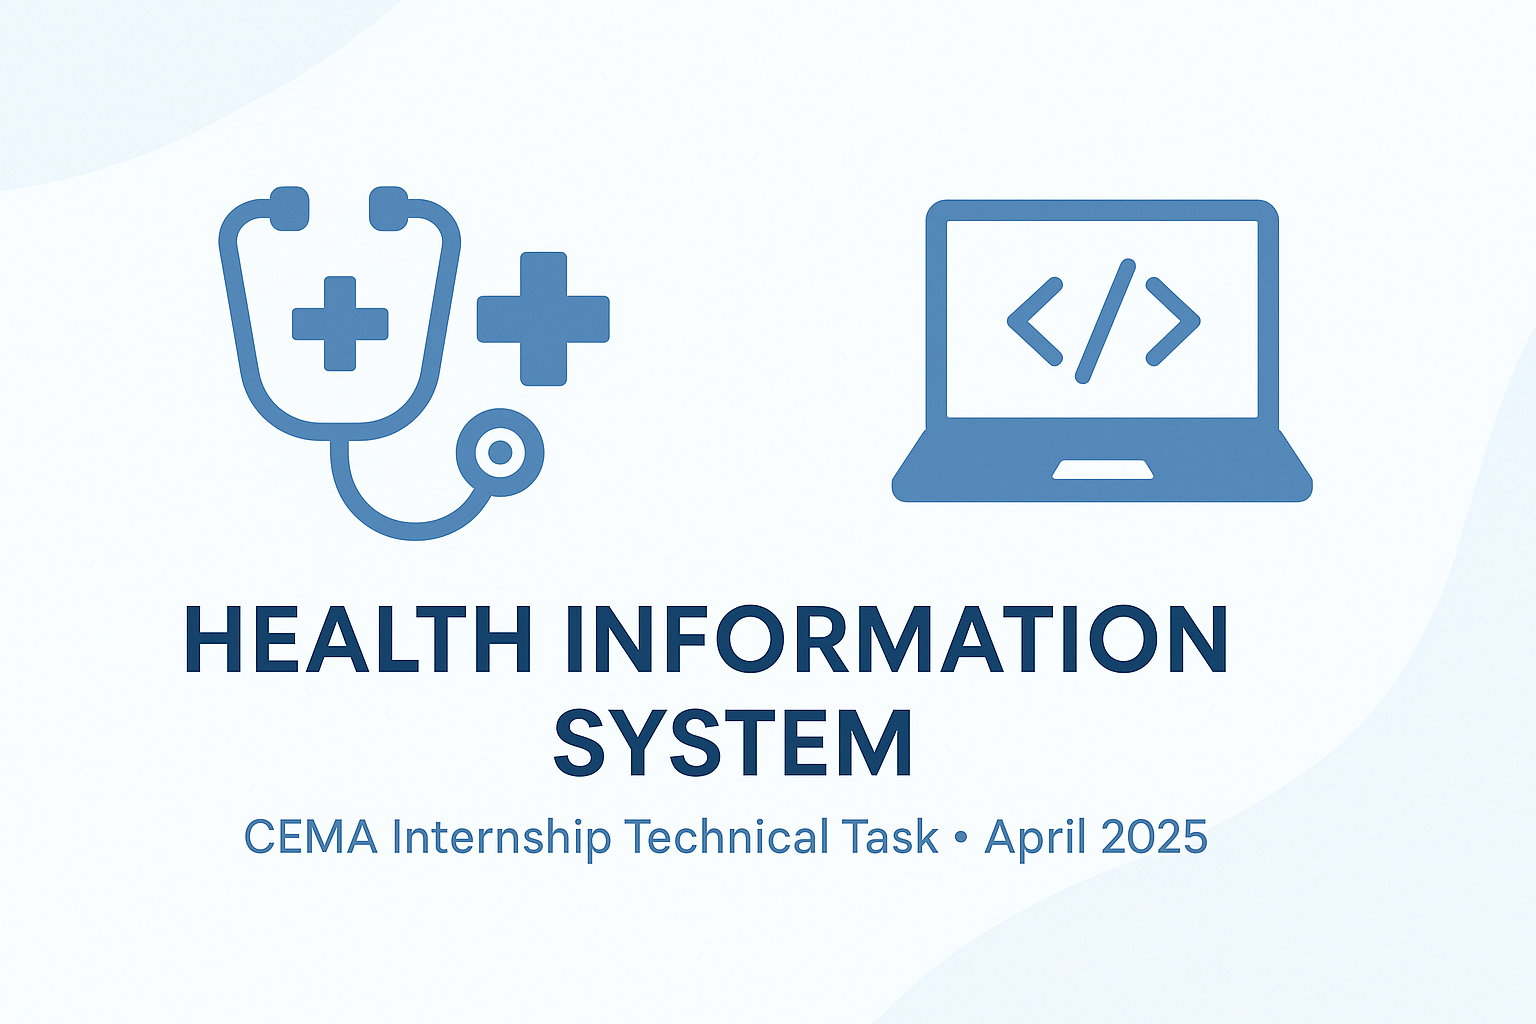 HEALTH INFORMATION
SYSTEM
CEMA Internship Technical Task • April 2025